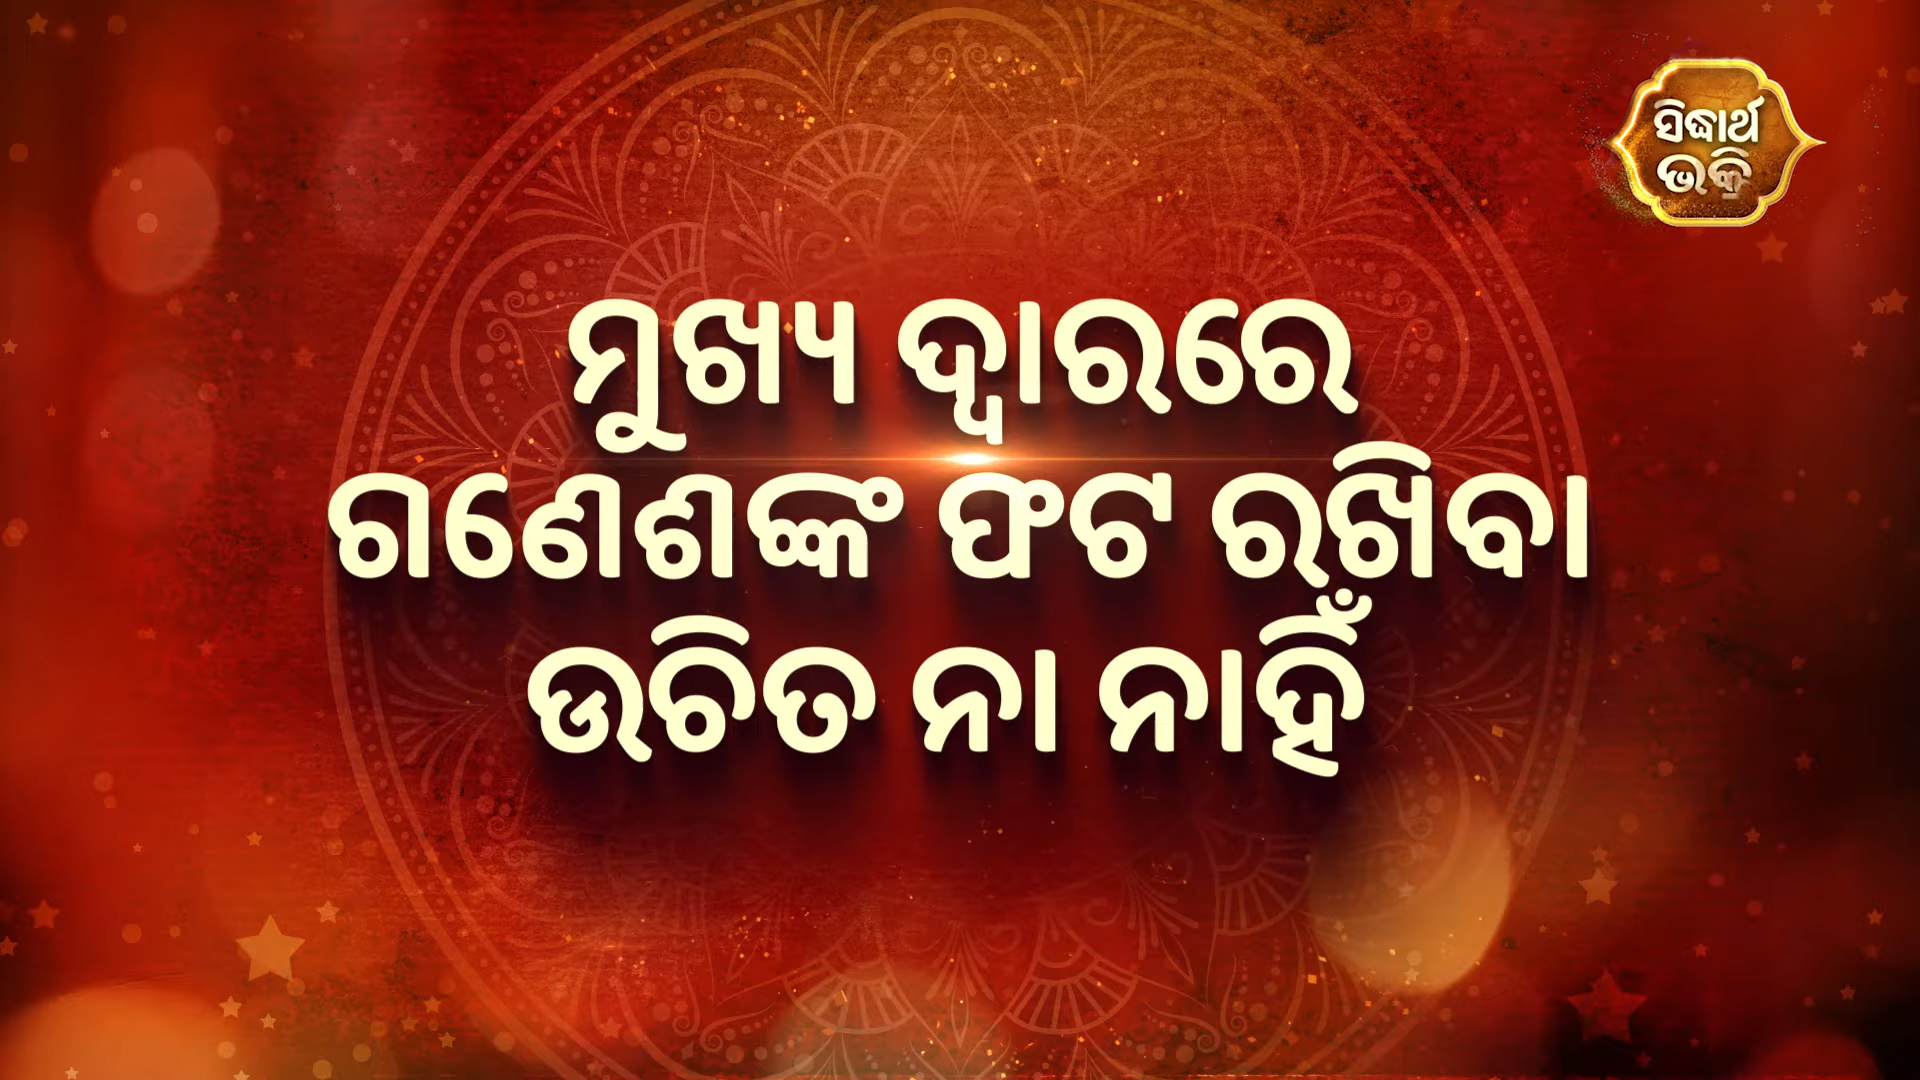 ସିଦ୍ଧାର୍ଥ
ଭକ୍ତି
ମୁଖ୍ୟ ଦ୍ୱାରରେ
ଗଣେଶଙ୍କ ଫଟ ରଖିବା
ଉଚିତ ନା ନାହିଁ